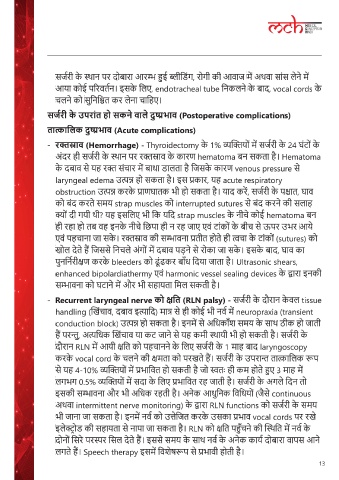 mch
सर्जरी के स्थान पर दोबारा आरम्भ हुई ब्लीडिंग, रोगी की आवाज में अथवा सांस लेने में
आया कोई परिवर्तन। इसके लिए, endotracheal tube निकलने के बाद, vocal cords के
चलने को सुनिश्चित कर लेना चाहिए।
सर्जरी के उपरांत हो सकने वाले दुष्प्रभाव (Postoperative complications)
तात्कालिक दुष्प्रभाव (Acute complications)
- रक्तस्राव (Hemorrhage) - Thyroidectomy के 1% व्यक्तियों में सर्जरी के 24 घंटों के
अंदर ही सर्जरी के स्थान पर रक्तस्राव के कारण hematoma बन सकता है। Hematoma
के दबाव से यह रक्त संचार में बाधा डालता है जिसके कारण venous pressure से
laryngeal edema उत्पन्न हो सकता है। इस प्रकार, यह acute respiratory
obstruction उत्पन्न करके प्राणघातक भी हो सकता है। याद करें, सर्जरी के पश्चात, घाव
को बंद करते समय strap muscles को interrupted sutures से बंद करने की सलाह
क्यों दी गयी थी? यह इसलिए भी कि यदि strap muscles के नीचे कोई hematoma बन
ही रहा हो तब वह इनके नीचे छिपा ही न रह जाए एवं टांकों के बीच से ऊपर उभर आये
एवं पहचाना जा सके। रक्तस्राव की सम्भावना प्रतीत होते ही त्वचा के टांकों (sutures) को
खोल देते हैं जिससे निचले अंगों में दबाव पड़ने से रोका जा सके। इसके बाद, घाव का
पुनर्निरीक्षण करके bleeders को ढूंढकर बाँध दिया जाता है। Ultrasonic shears,
enhanced bipolardiathermy एवं harmonic vessel sealing devices के द्वारा इनकी
सम्भावना को घटाने में और भी सहायता मिल सकती है।
- Recurrent laryngeal nerve को क्षति (RLN palsy) - सर्जरी के दौरान केवल tissue
handling (खिंचाव, दबाव इत्यादि) मात्र से ही कोई भी नर्व में neuropraxia (transient
conduction block) उत्पन्न हो सकता है। इनमें से अधिकाँश समय के साथ ठीक हो जाती
हैं परन्तु, अत्यधिक खिंचाव या कट जाने से यह कमी स्थायी भी हो सकती है। सर्जरी के
दौरान RLN में आयी क्षति को पहचानने के लिए सर्जरी के 1 माह बाद laryngoscopy
करके vocal cord के चलने की क्षमता को परखते हैं। सर्जरी के उपरान्त तात्कालिक रूप
से यह 4-10% व्यक्तियों में प्रभावित हो सकती है जो स्वतः ही कम होते हुए 3 माह में
लगभग 0.5% व्यक्तियों में सदा के लिए प्रभावित रह जाती है। सर्जरी के अगले दिन तो
इसकी सम्भावना और भी अधिक रहती है। अनेक आधुनिक विधियों (जैसे continuous
अथवा intermittent nerve monitoring) के द्वारा RLN functions को सर्जरी के समय
भी जाना जा सकता है। इनमें नर्व को उत्तेजित करके उसका प्रभाव vocal cords पर रखे
इलेक्ट्रोड की सहायता से नापा जा सकता है। RLN को क्षति पहुँचने की स्थिति में नर्व के
दोनों सिरे परस्पर सिल देते हैं। इससे समय के साथ नर्व के अनेक कार्य दोबारा वापस आने
लगते हैं। Speech therapy इसमें विशेषरूप से प्रभावी होती है।
13